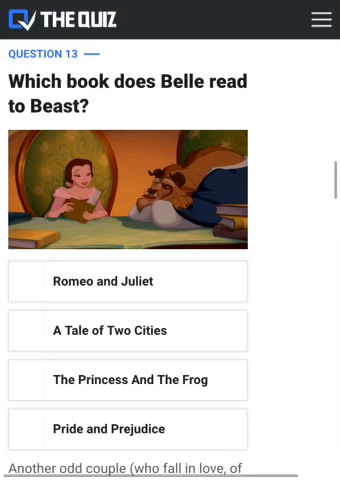 THE QUIZ
QUESTION 13
Which book does Belle read
to Beast?
Romeo and Juliet
A Tale of Two Cities
The Princess And The Frog
Pride and Prejudice
Another odd couple (who fall in love, of